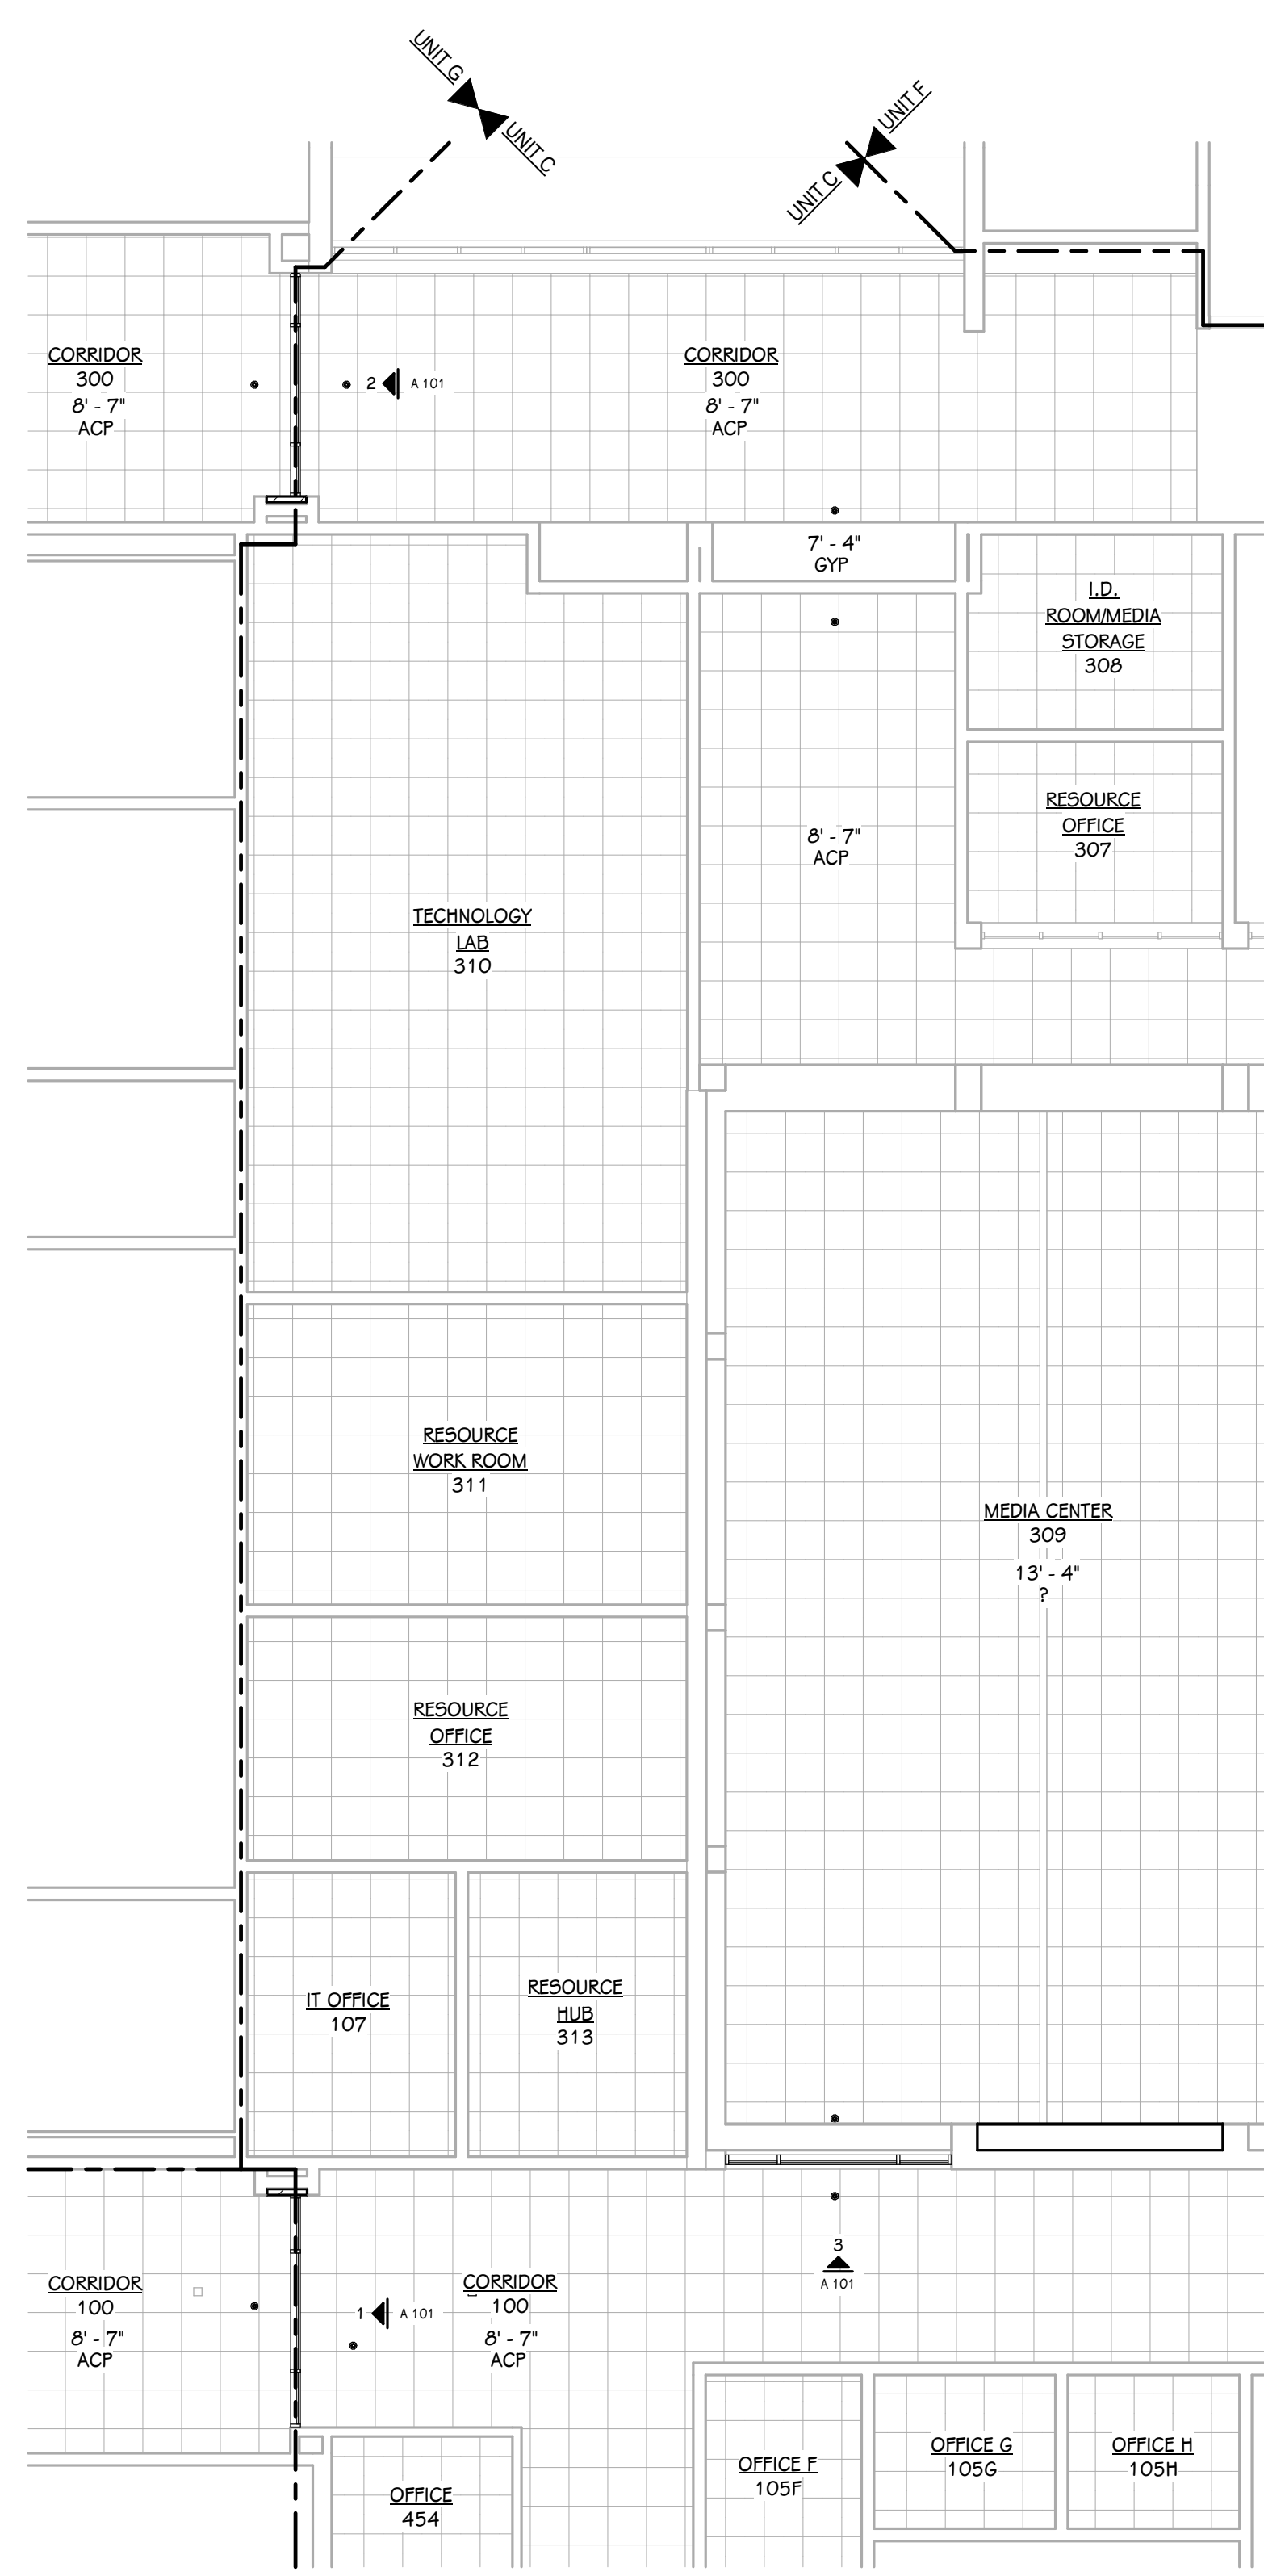 UNIT G
UNIT C
UNIT F
UNIT C
CORRIDOR
300
8' - 7"
ACP
2
A 101
CORRIDOR
300
8' - 7"
ACP
7' - 4"
GYP
I.D.
ROOM/MEDIA
STORAGE
308
RESOURCE
OFFICE
307
8' - 7"
ACP
TECHNOLOGY
LAB
310
RESOURCE
WORK ROOM
311
MEDIA CENTER
309
13' - 4"
?
RESOURCE
OFFICE
312
IT OFFICE
107
RESOURCE
HUB
313
3
A 101
CORRIDOR
100
8' - 7"
ACP
1
A 101
CORRIDOR
100
8' - 7"
ACP
OFFICE
454
OFFICE F
105F
OFFICE G
105G
OFFICE H
105H